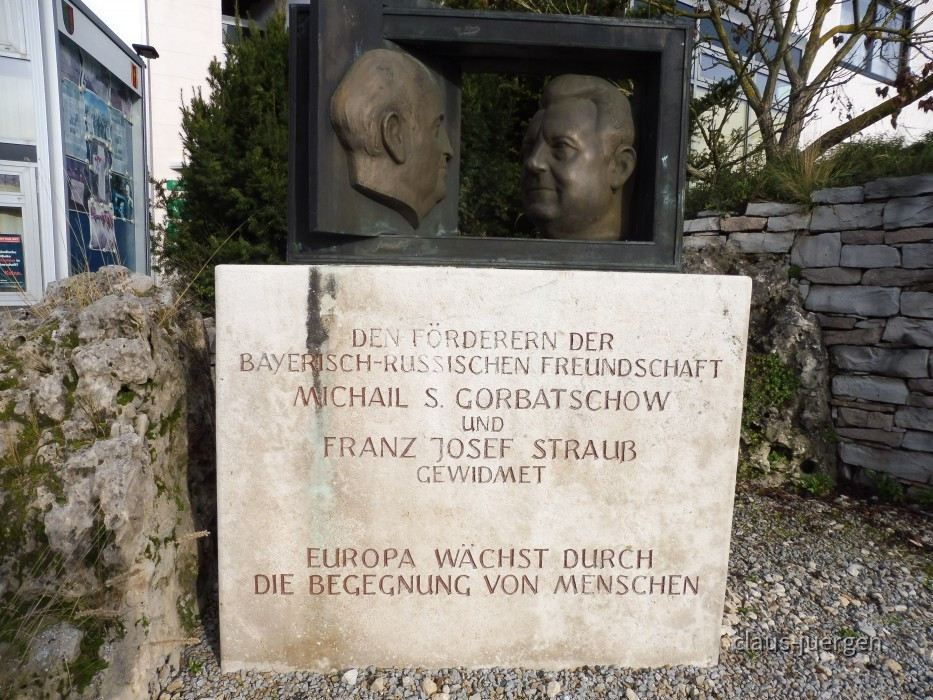 DEN FÖRDERERN DER
BAYERISCH-RUSSISCHEN FREUNDSCHAFT
MICHAIL S. GORBATSCHOW
UND
FRANZ JOSEF STRAUß
GEWIDMET
EUROPA WÄCHST DURCH
DIE BEGEGNUNG VON MENSCHEN
claus-juergen